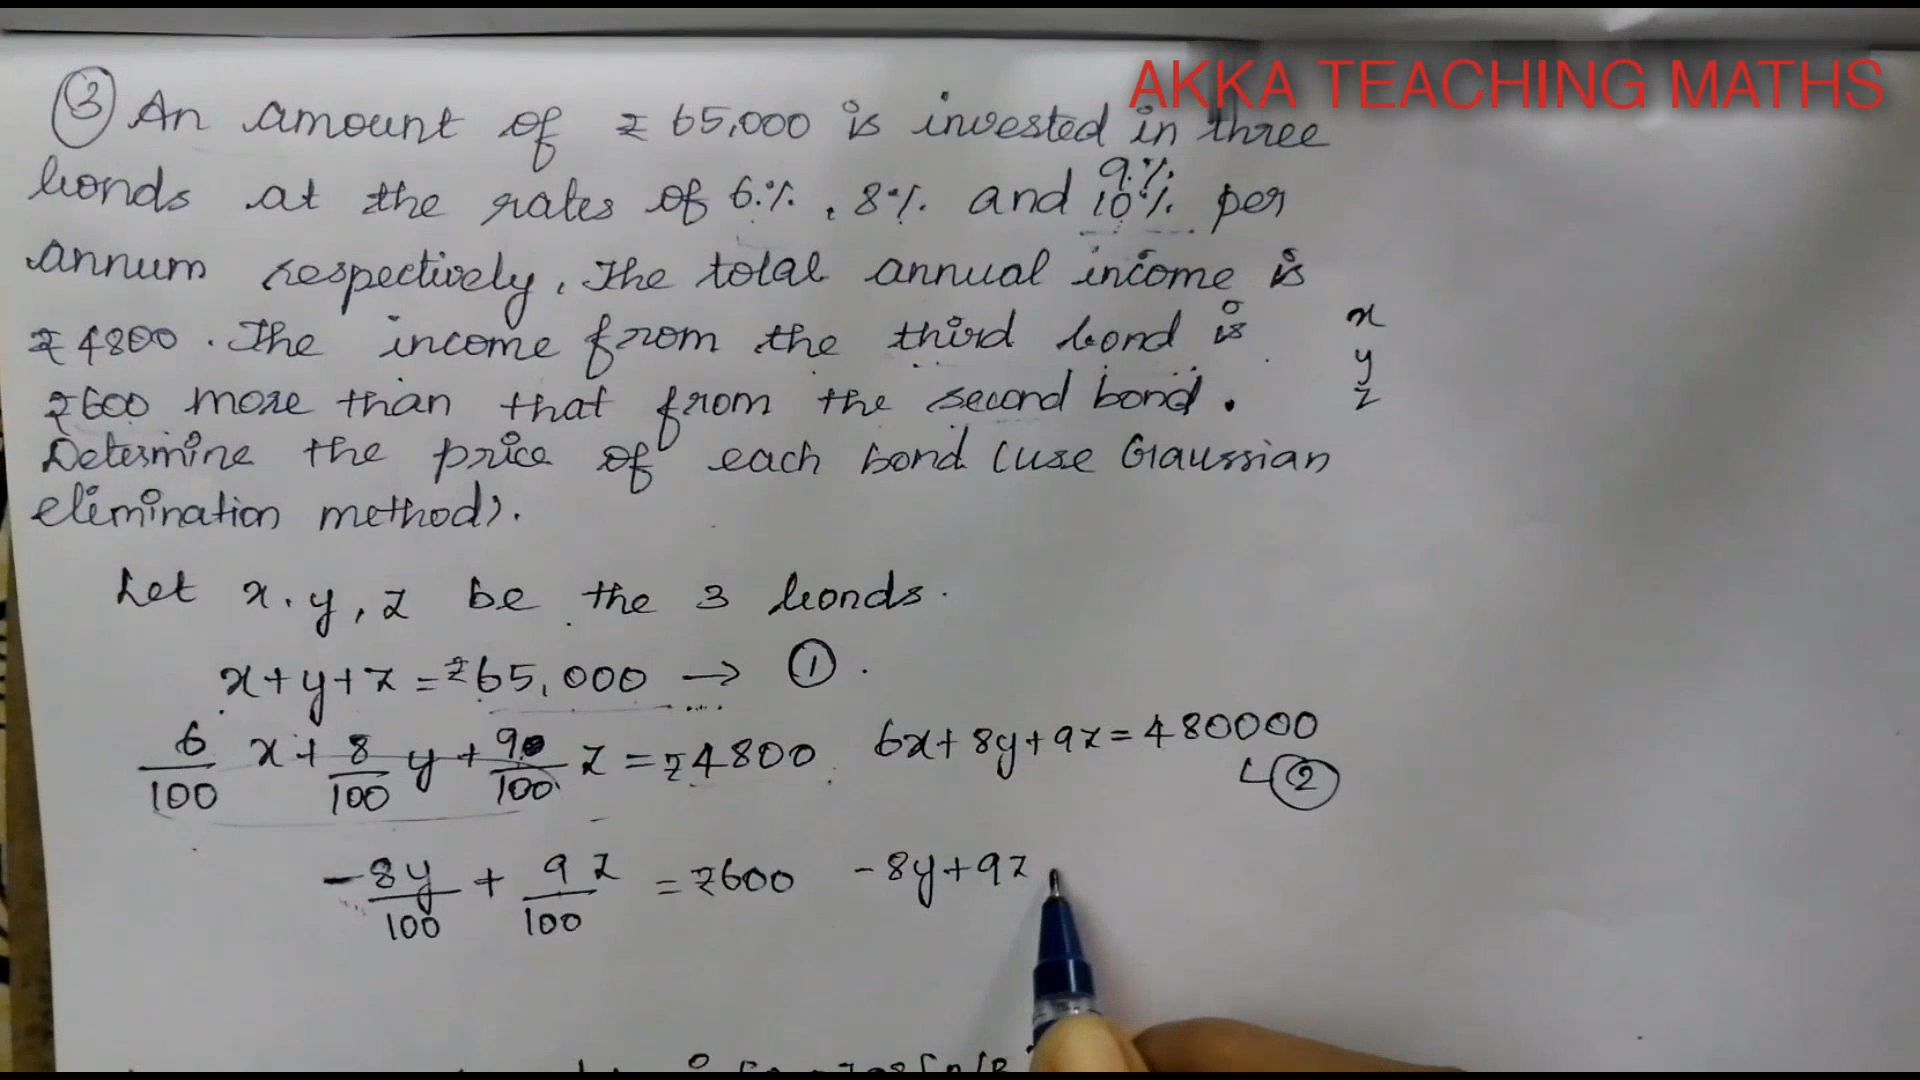 AKKA TEACHING MATHS
③ An amount of ₹ 65,000 is invested in three
bonds at the rates of 6%, 8% and 10% per
9%
annum respectively. The total annual income is
₹4800. The income from the third bond is
₹600 more than that from the second bond.
Determine the price of each bond (use Gaussian
elimination method).
x
y
z
Let x, y, z be the 3 bonds.
x+y+z = ₹65,000 → ①.
6/100 x + 8/100 y + 9/100 z = ₹4800 6x+8y+9z=480000
↳②
-8y/100 + 9z/100 = ₹600 -8y+9z